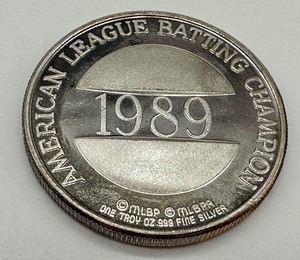 AMERICAN LEAGUE BATTING CHAMPION
1989
© MLBP © MLBPA
ONE TROY OZ .999 FINE SILVER